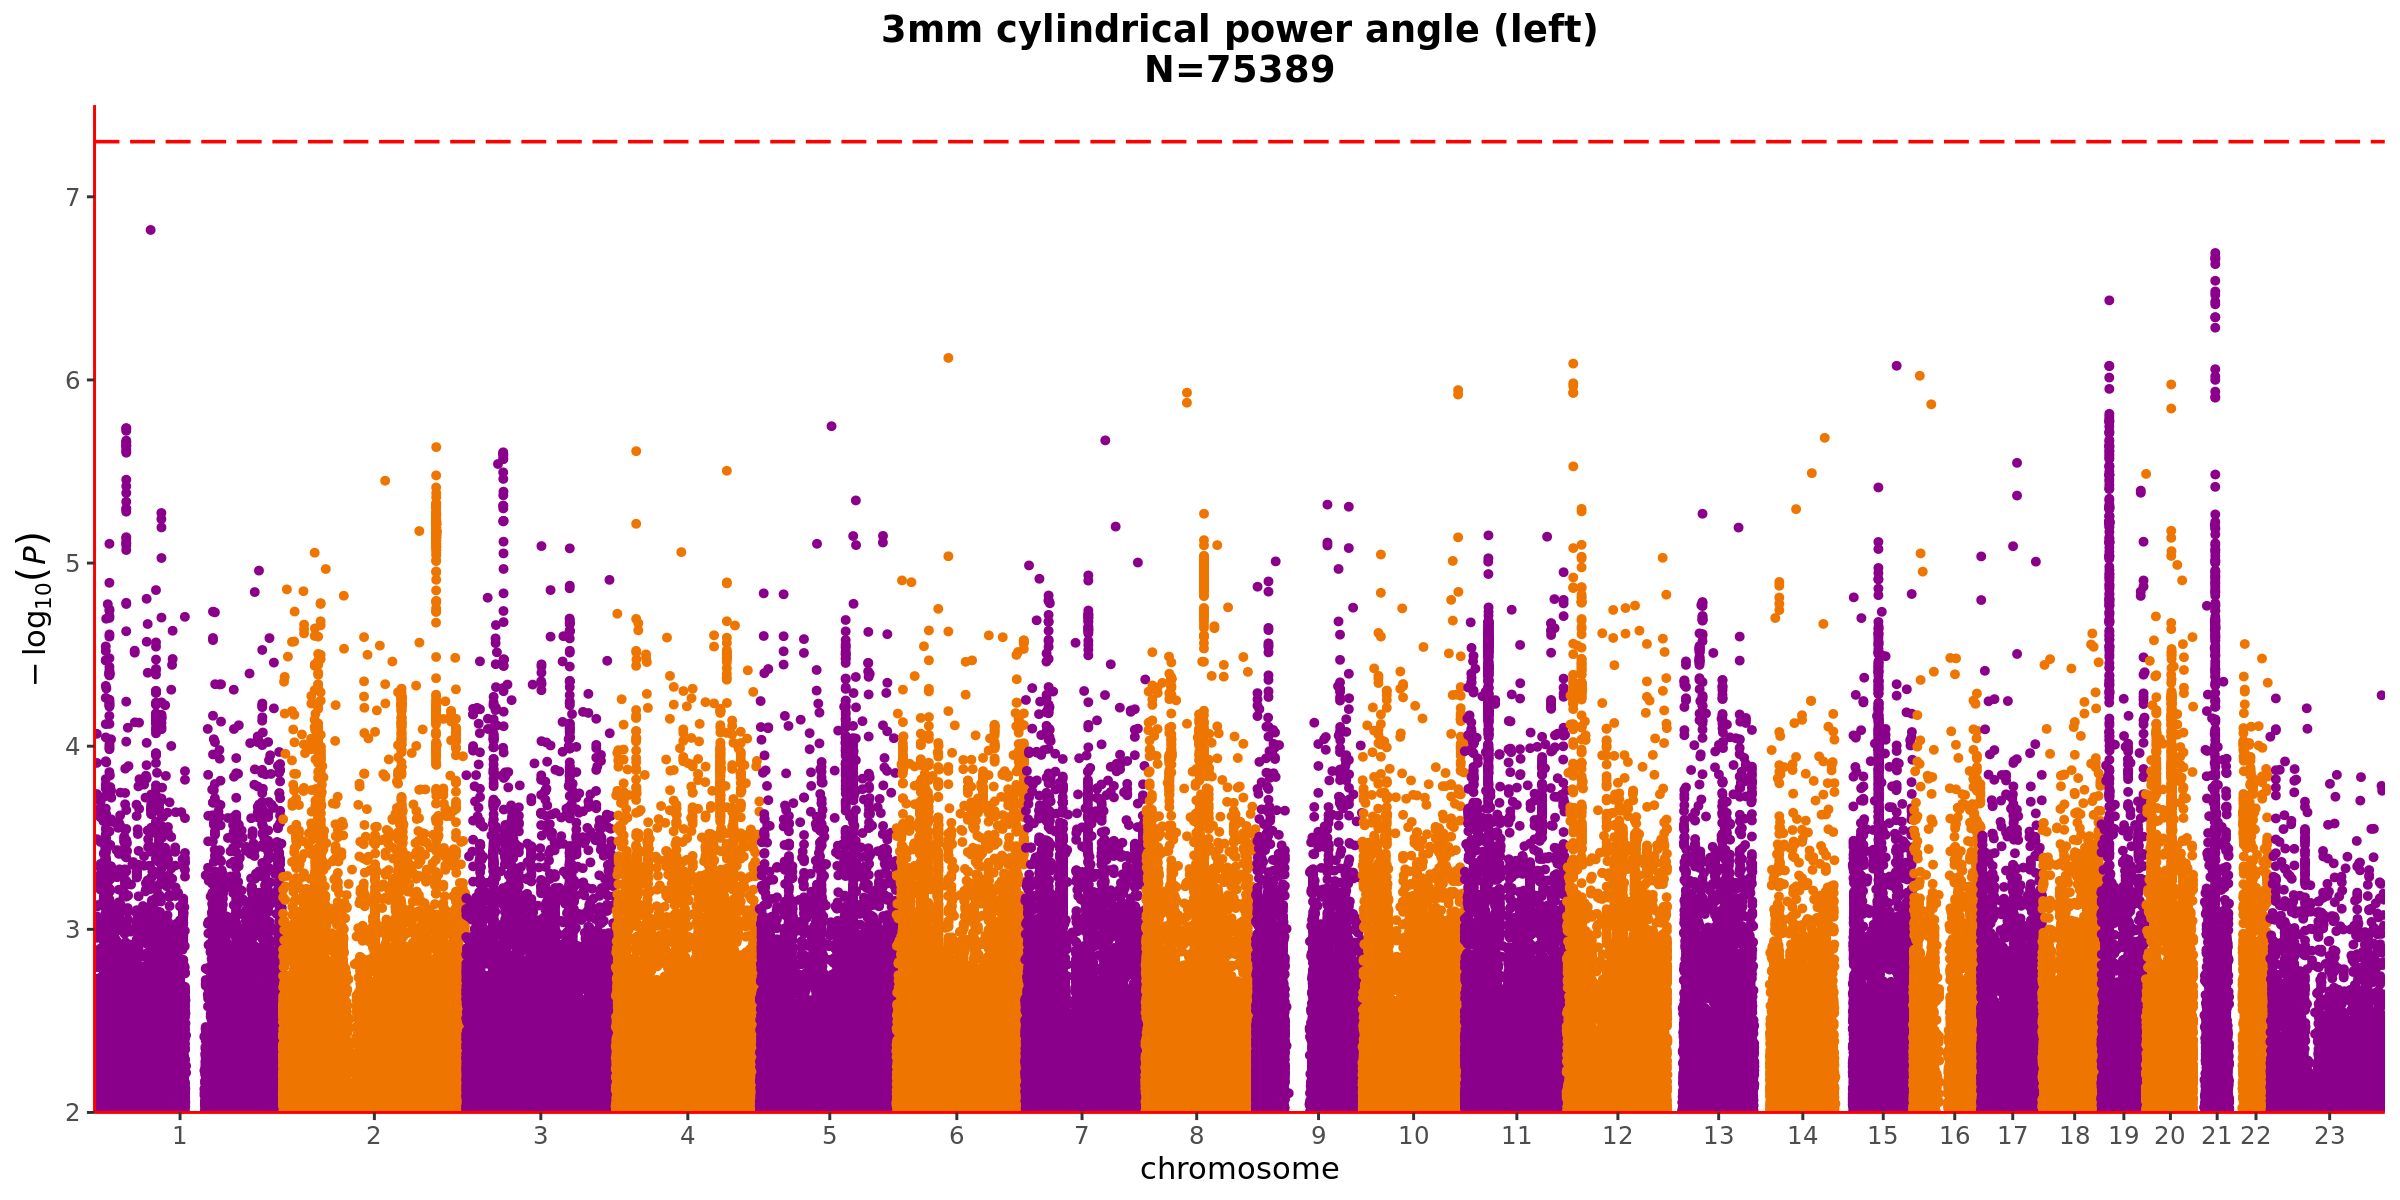 3mm cylindrical power angle (left)
N=75389
− log10(P)
7
6
5
4
3
2
1 2 3 4 5 6 7 8 9 10 11 12 13 14 15 16 17 18 19 20 21 22 23
chromosome